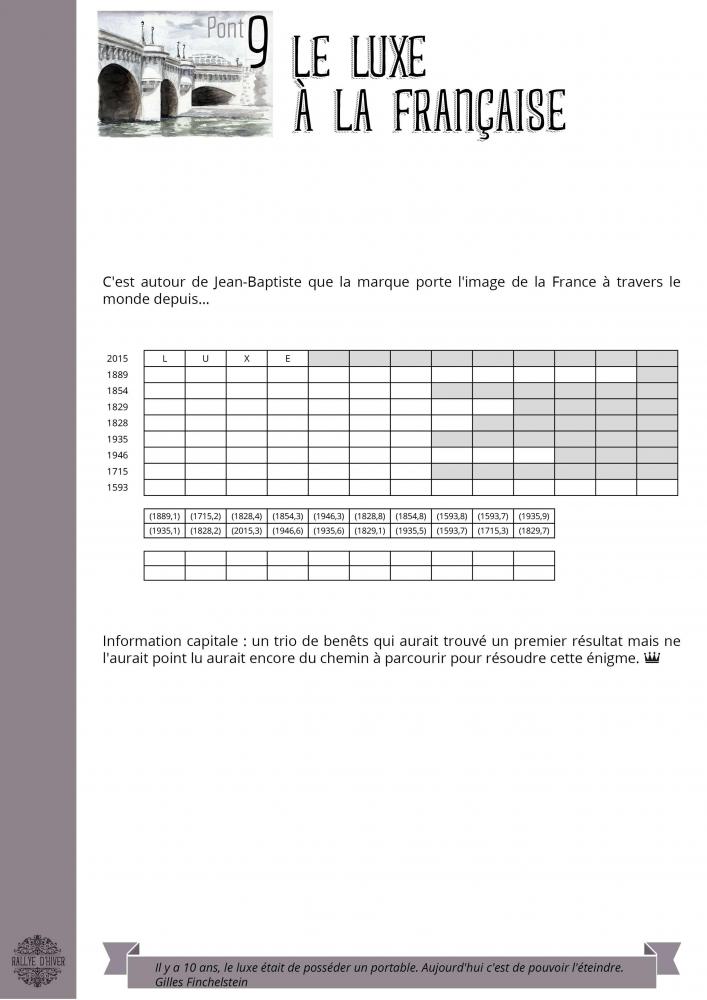 Pont 9
LE LUXE
À LA FRANÇAISE
C'est autour de Jean-Baptiste que la marque porte l'image de la France à travers le
monde depuis...
2015 L U X E
1889
1854
1829
1828
1935
1946
1715
1593
(1889,1) (1715,2) (1828,4) (1854,3) (1946,3) (1828,8) (1854,8) (1593,8) (1593,7) (1935,9)
(1935,1) (1828,2) (2015,3) (1946,6) (1935,6) (1829,1) (1935,5) (1593,7) (1715,3) (1829,7)
Information capitale : un trio de benêts qui aurait trouvé un premier résultat mais ne
l'aurait point lu aurait encore du chemin à parcourir pour résoudre cette énigme.
RALLYE D'HIVER
Il y a 10 ans, le luxe était de posséder un portable. Aujourd'hui c'est de pouvoir l'éteindre.
Gilles Finchelstein